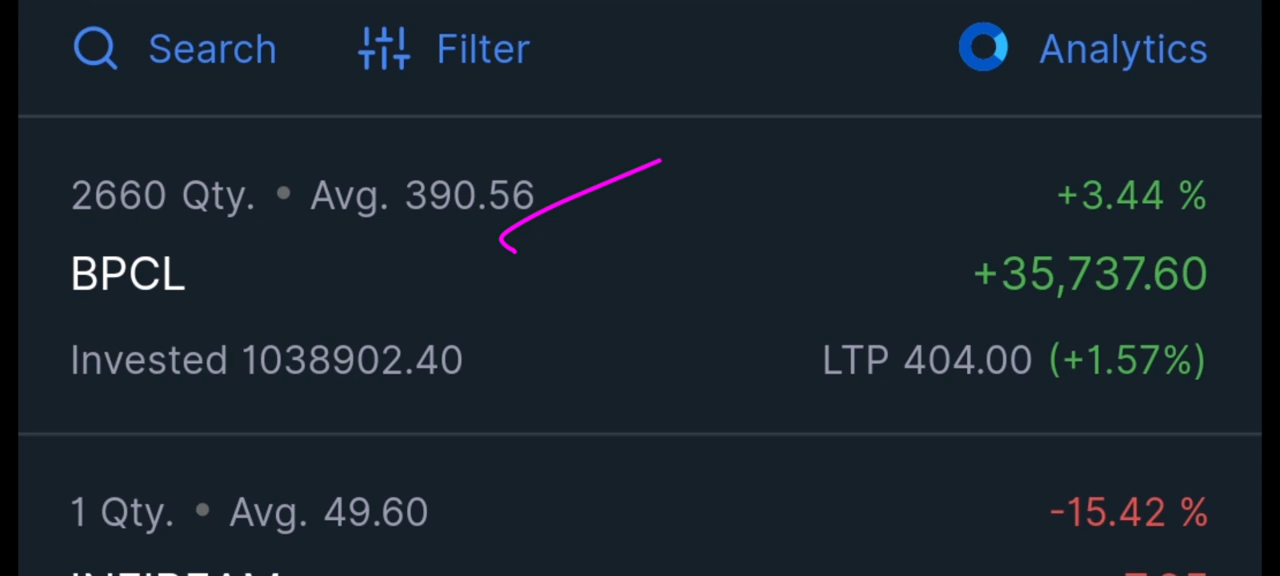 Search Filter Analytics
2660 Qty. • Avg. 390.56 +3.44 %
BPCL +35,737.60
Invested 1038902.40 LTP 404.00 (+1.57%)
1 Qty. • Avg. 49.60 -15.42 %